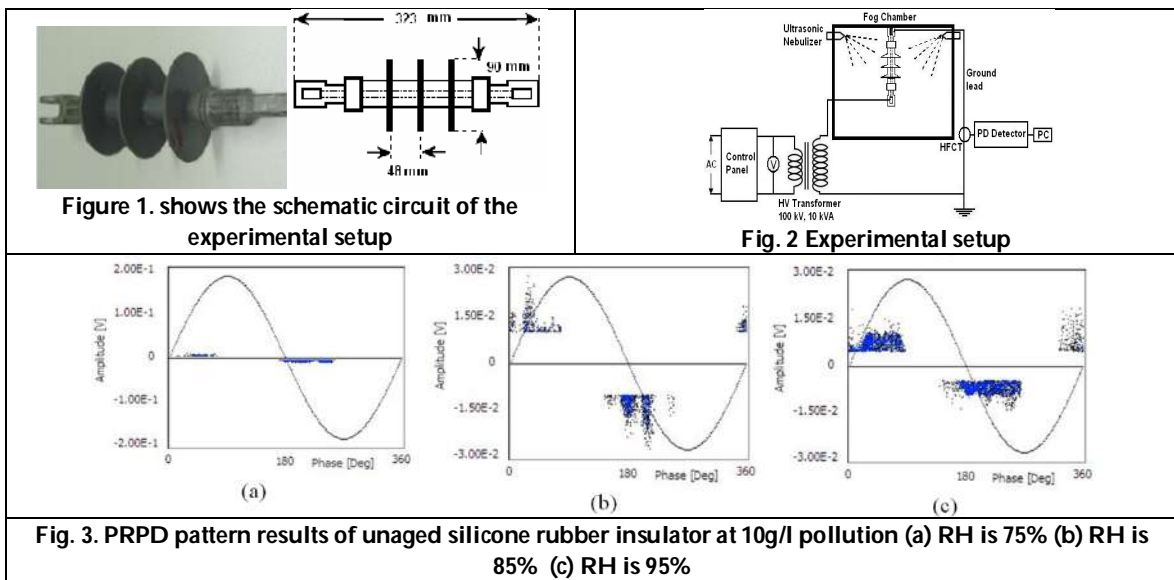 323 mm
90 mm
48 mm
Figure 1. shows the schematic circuit of the
experimental setup
Fog Chamber
Ultrasonic
Nebulizer
Ground
lead
HFCT
PD Detector
PC
AC
Control
Panel
V
HV Transformer
100 kV, 10 kVA
Fig. 2 Experimental setup
2.00E-1
1.00E-1
0
-1.00E-1
-2.00E-1
Amplitude [V]
0
180
Phase [Deg]
360
(a)
3.00E-2
1.50E-2
0
-1.50E-2
-3.00E-2
Amplitude [V]
0
180
Phase [Deg]
360
(b)
3.00E-2
1.50E-2
0
-1.50E-2
-3.00E-2
Amplitude [V]
0
180
Phase [Deg]
360
(c)
Fig. 3. PRPD pattern results of unaged silicone rubber insulator at 10g/l pollution (a) RH is 75% (b) RH is
85% (c) RH is 95%